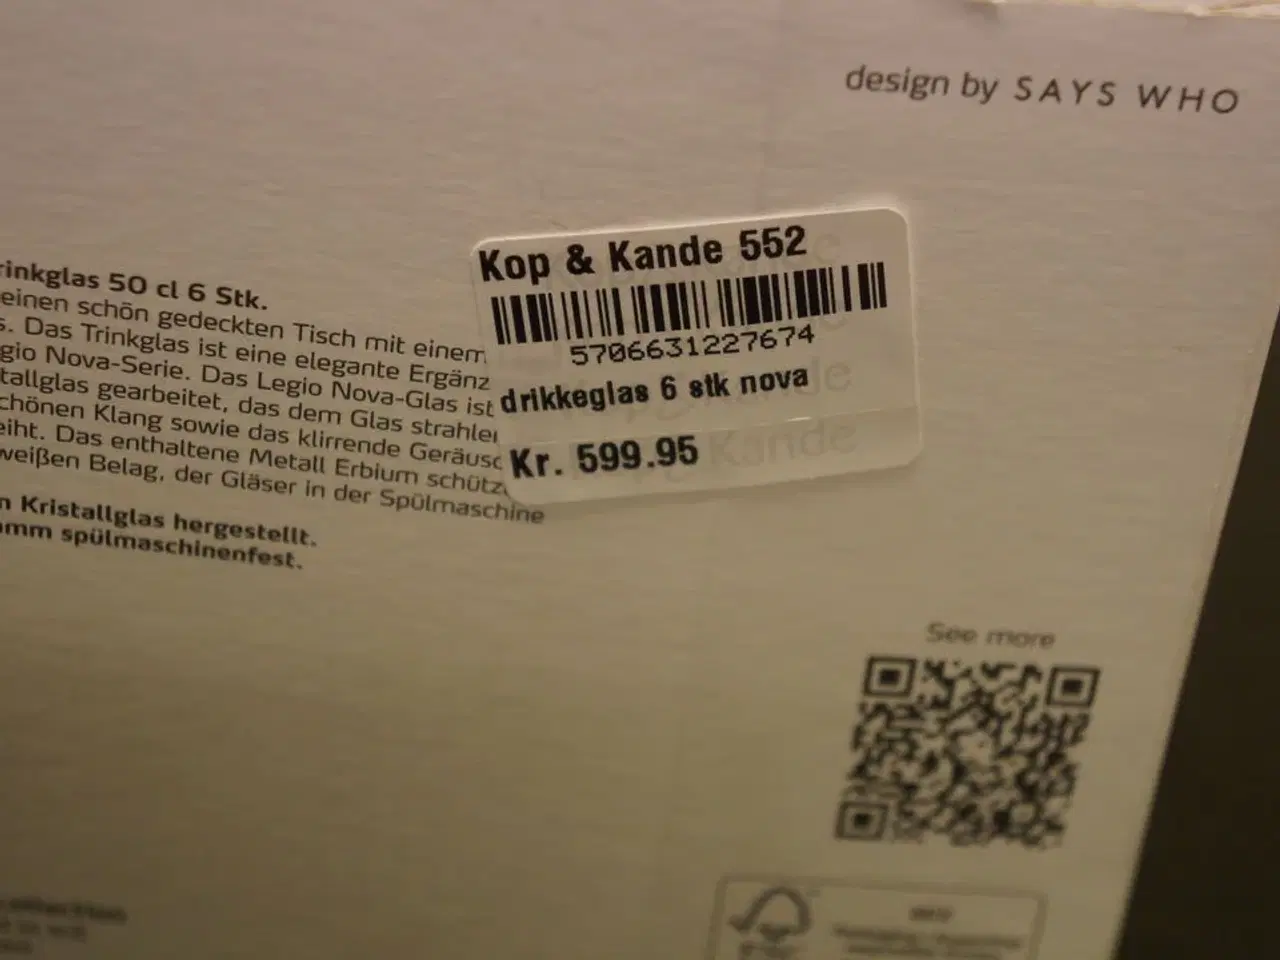 design by SAYS WHO
Kop & Kande 552
5706631227674
drikkeglas 6 stk nova
Kr. 599.95
rinkglas 50 cl 6 Stk.
einen schön gedeckten Tisch mit einem
s. Das Trinkglas ist eine elegante Ergänz
gio Nova-Serie. Das Legio Nova-Glas ist
tallglas gearbeitet, das dem Glas strahle
chönen Klang sowie das klirrende Geräusc
eiht. Das enthaltene Metall Erbium schütz
weißen Belag, der Gläser in der Spülmaschine
n Kristallglas hergestellt.
mm spülmaschinenfest.
See more